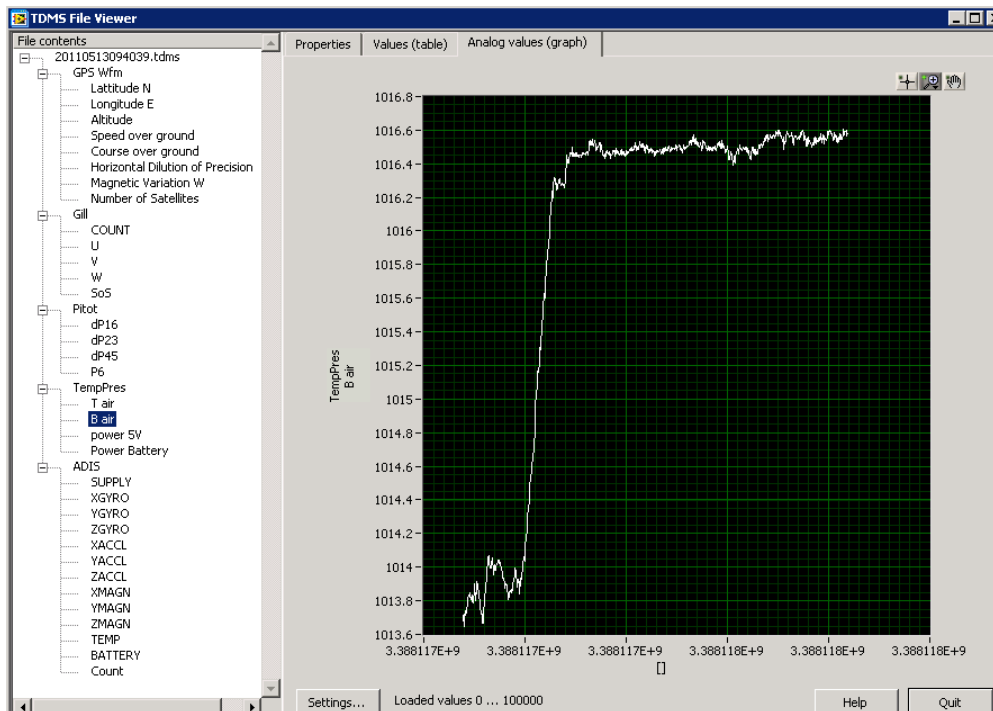 TDMS File Viewer
File contents
20110513094039.tdms
GPS Wfm
Lattitude N
Longitude E
Altitude
Speed over ground
Course over ground
Horizontal Dilution of Precision
Magnetic Variation W
Number of Satellites
Gill
COUNT
U
V
W
SoS
Pitot
dP16
dP23
dP45
P6
TempPres
T air
B air
power 5V
Power Battery
ADIS
SUPPLY
XGYRO
YGYRO
ZGYRO
XACCL
YACCL
ZACCL
XMAGN
YMAGN
ZMAGN
TEMP
BATTERY
Count
Properties
Values (table)
Analog values (graph)
1016.8
1016.6
1016.4
1016.2
1016
1015.8
1015.6
1015.4
1015.2
1015
1014.8
1014.6
1014.4
1014.2
1014
1013.8
1013.6
TempPres
B air
3.388117E+9 3.388117E+9 3.388117E+9 3.388118E+9 3.388118E+9 3.388118E+9
[]
Settings... Loaded values 0 ... 100000 Help Quit